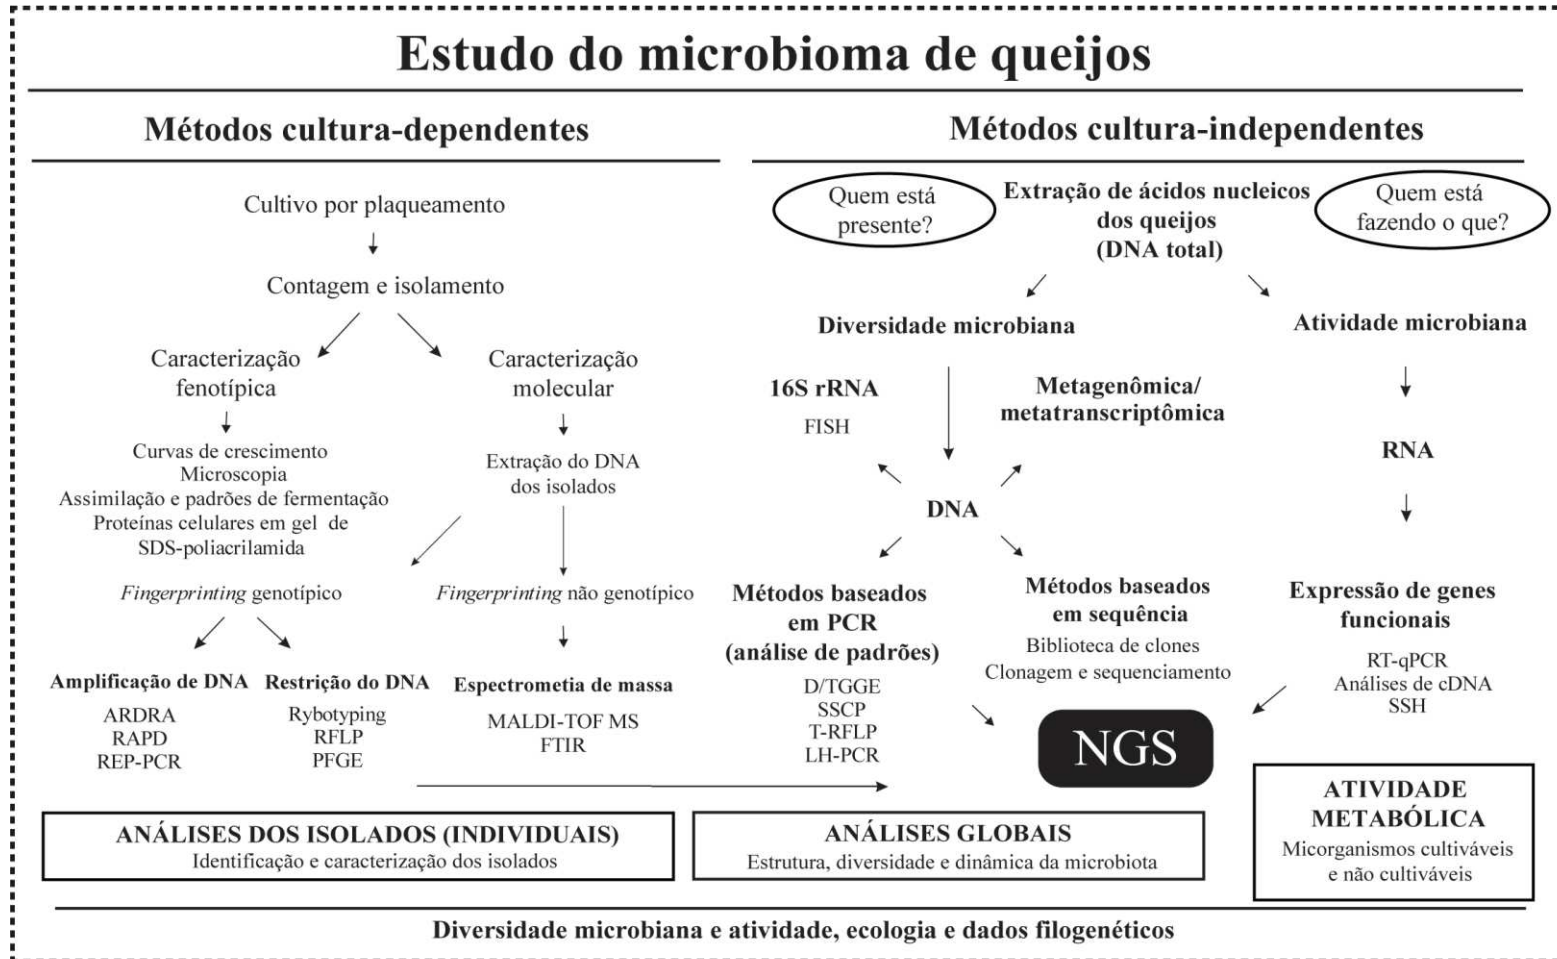 Estudo do microbioma de queijos
Métodos cultura-dependentes
Cultivo por plaqueamento
Contagem e isolamento
Caracterização
fenotípica
Curvas de crescimento
Microscopia
Assimilação e padrões de fermentação
Proteínas celulares em gel de
SDS-poliacrilamida
Caracterização
molecular
Extração do DNA
dos isolados
Fingerprinting genotípico
Fingerprinting não genotípico
Amplificação de DNA
ARDRA
RAPD
REP-PCR
Restrição do DNA
Rybotyping
RFLP
PFGE
Espectrometia de massa
MALDI-TOF MS
FTIR
ANÁLISES DOS ISOLADOS (INDIVIDUAIS)
Identificação e caracterização dos isolados
Métodos cultura-independentes
Quem está
presente?
Extração de ácidos nucleicos
dos queijos
(DNA total)
Quem está
fazendo o que?
Diversidade microbiana
Atividade microbiana
16S rRNA
FISH
Metagenômica/
metatranscriptômica
DNA
RNA
Métodos baseados
em PCR
(análise de padrões)
D/TGGE
SSCP
T-RFLP
LH-PCR
Métodos baseados
em sequência
Biblioteca de clones
Clonagem e sequenciamento
Expressão de genes
funcionais
RT-qPCR
Análises de cDNA
SSH
NGS
ANÁLISES GLOBAIS
Estrutura, diversidade e dinâmica da microbiota
ATIVIDADE
METABÓLICA
Micorganismos cultiváveis
e não cultiváveis
Diversidade microbiana e atividade, ecologia e dados filogenéticos